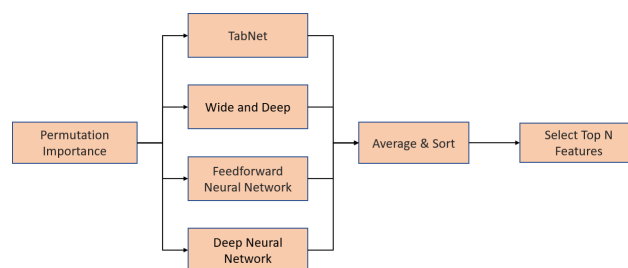 TabNet
Wide and Deep
Permutation
Importance
Feedforward
Neural Network
Deep Neural
Network
Average & Sort
Select Top N
Features